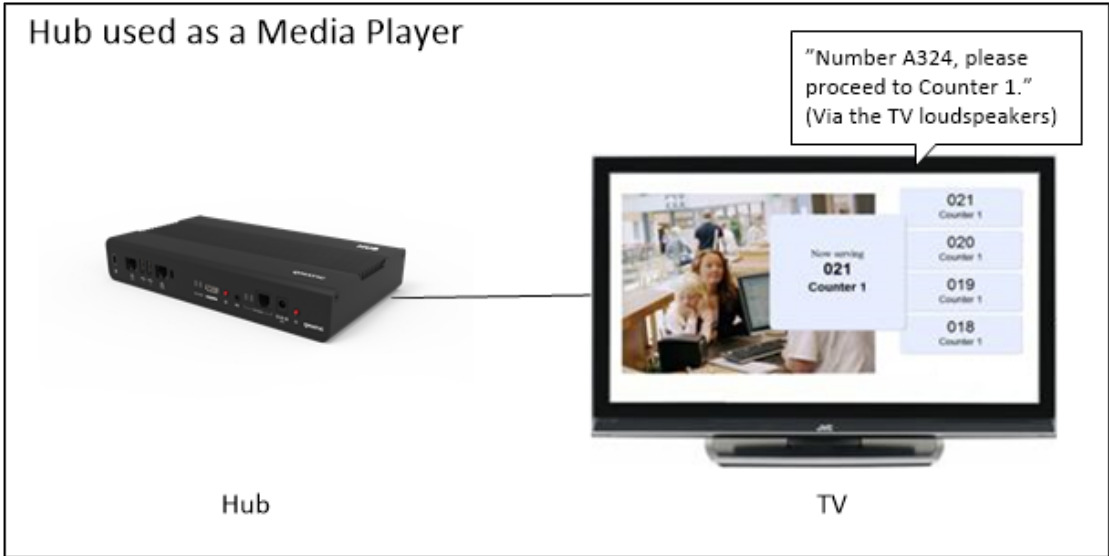 Hub used as a Media Player
"Number A324, please
proceed to Counter 1."
(Via the TV loudspeakers)
Now serving
021
Counter 1
021
Counter 1
020
Counter 1
019
Counter 1
018
Counter 1
JVC
Hub
TV